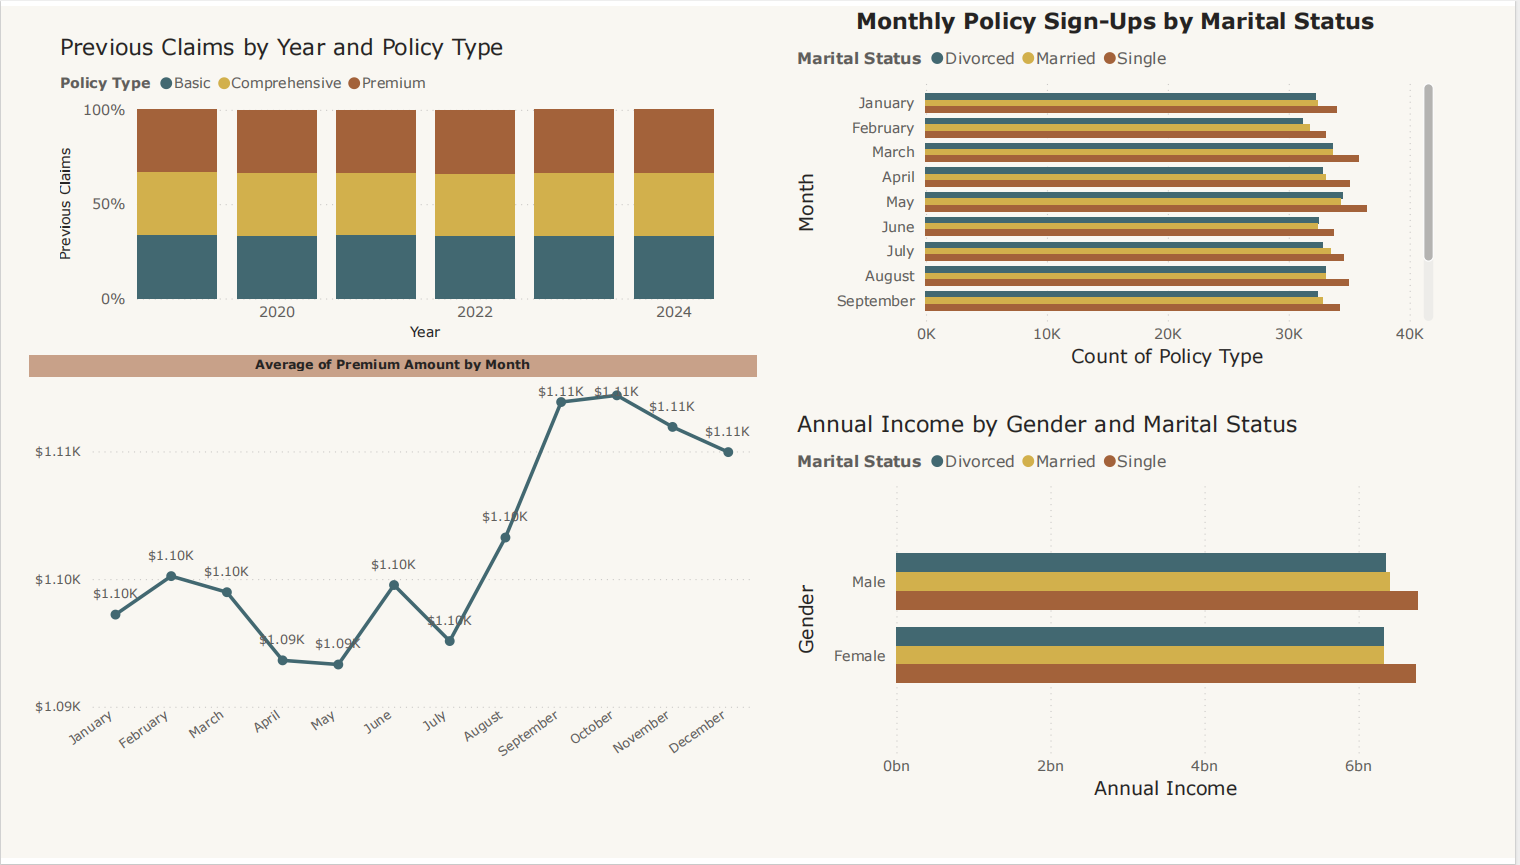 Previous Claims by Year and Policy Type
Policy Type Basic Comprehensive Premium
100%
50%
0%
Previous Claims
2020 2022 2024
Year
Monthly Policy Sign-Ups by Marital Status
Marital Status Divorced Married Single
Month
January
February
March
April
May
June
July
August
September
0K 10K 20K 30K 40K
Count of Policy Type
Average of Premium Amount by Month
$1.11K
$1.10K
$1.09K
$1.10K
$1.10K
$1.10K
$1.09K
$1.09K
$1.10K
$1.10K
$1.10K
$1.11K
$1.11K
$1.11K
$1.11K
January February March April May June July August September October November December
Annual Income by Gender and Marital Status
Marital Status Divorced Married Single
Gender
Male
Female
0bn 2bn 4bn 6bn
Annual Income